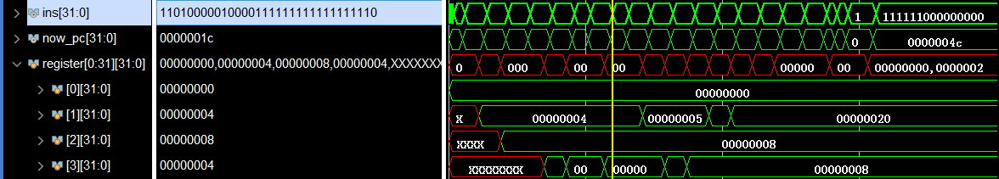 ins[31:0] 11010000010000111111111111111110 1 111111000000000
now_pc[31:0] 0000001c 0 0000004c
register[0:31][31:0] 00000000,00000004,00000008,00000004,XXXXXXX 0 000 00 00 00000 00 00000000,0000002
[0][31:0] 00000000 00000000
[1][31:0] 00000004 X 00000004 00000005 00000020
[2][31:0] 00000008 XXXX 00000008
[3][31:0] 00000004 XXXXXXXX 00 00000 00000008